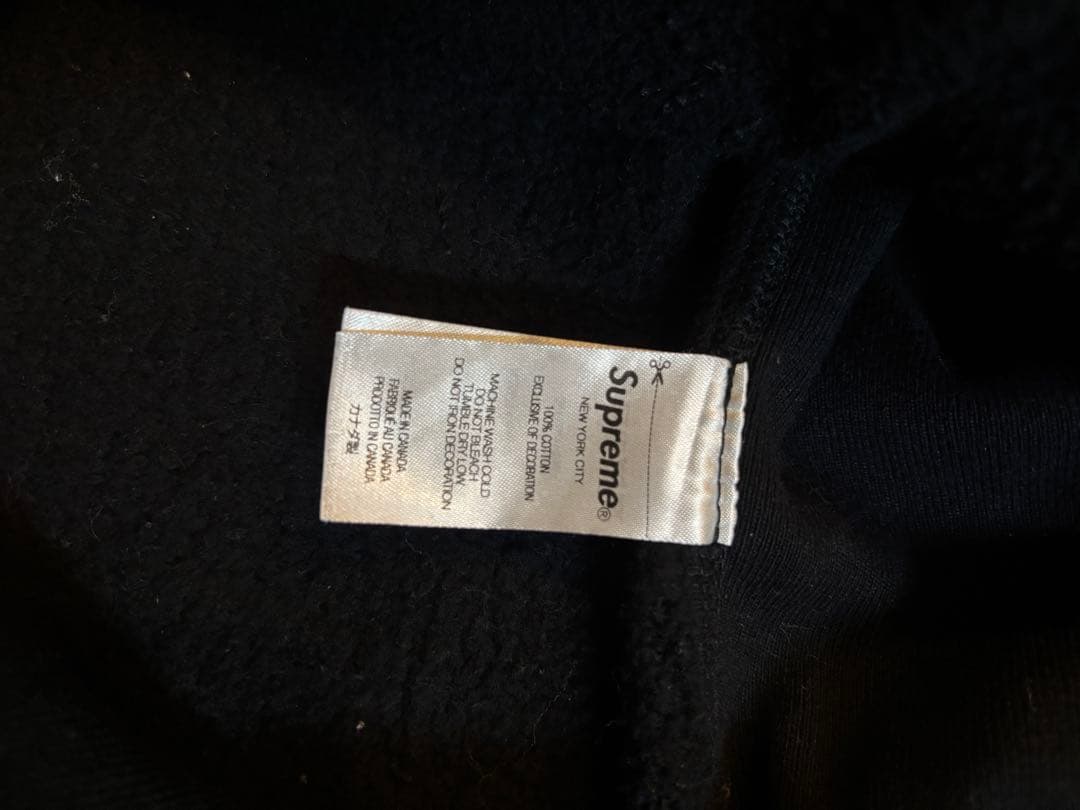 Supreme®
NEW YORK CITY
100% COTTON
EXCLUSIVE OF DECORATION
MACHINE WASH COLD
DO NOT BLEACH
TUMBLE DRY LOW
DO NOT IRON DECORATION
MADE IN CANADA
FABRIQUÉ AU CANADA
PRODOTTO IN CANADA
カナダ製